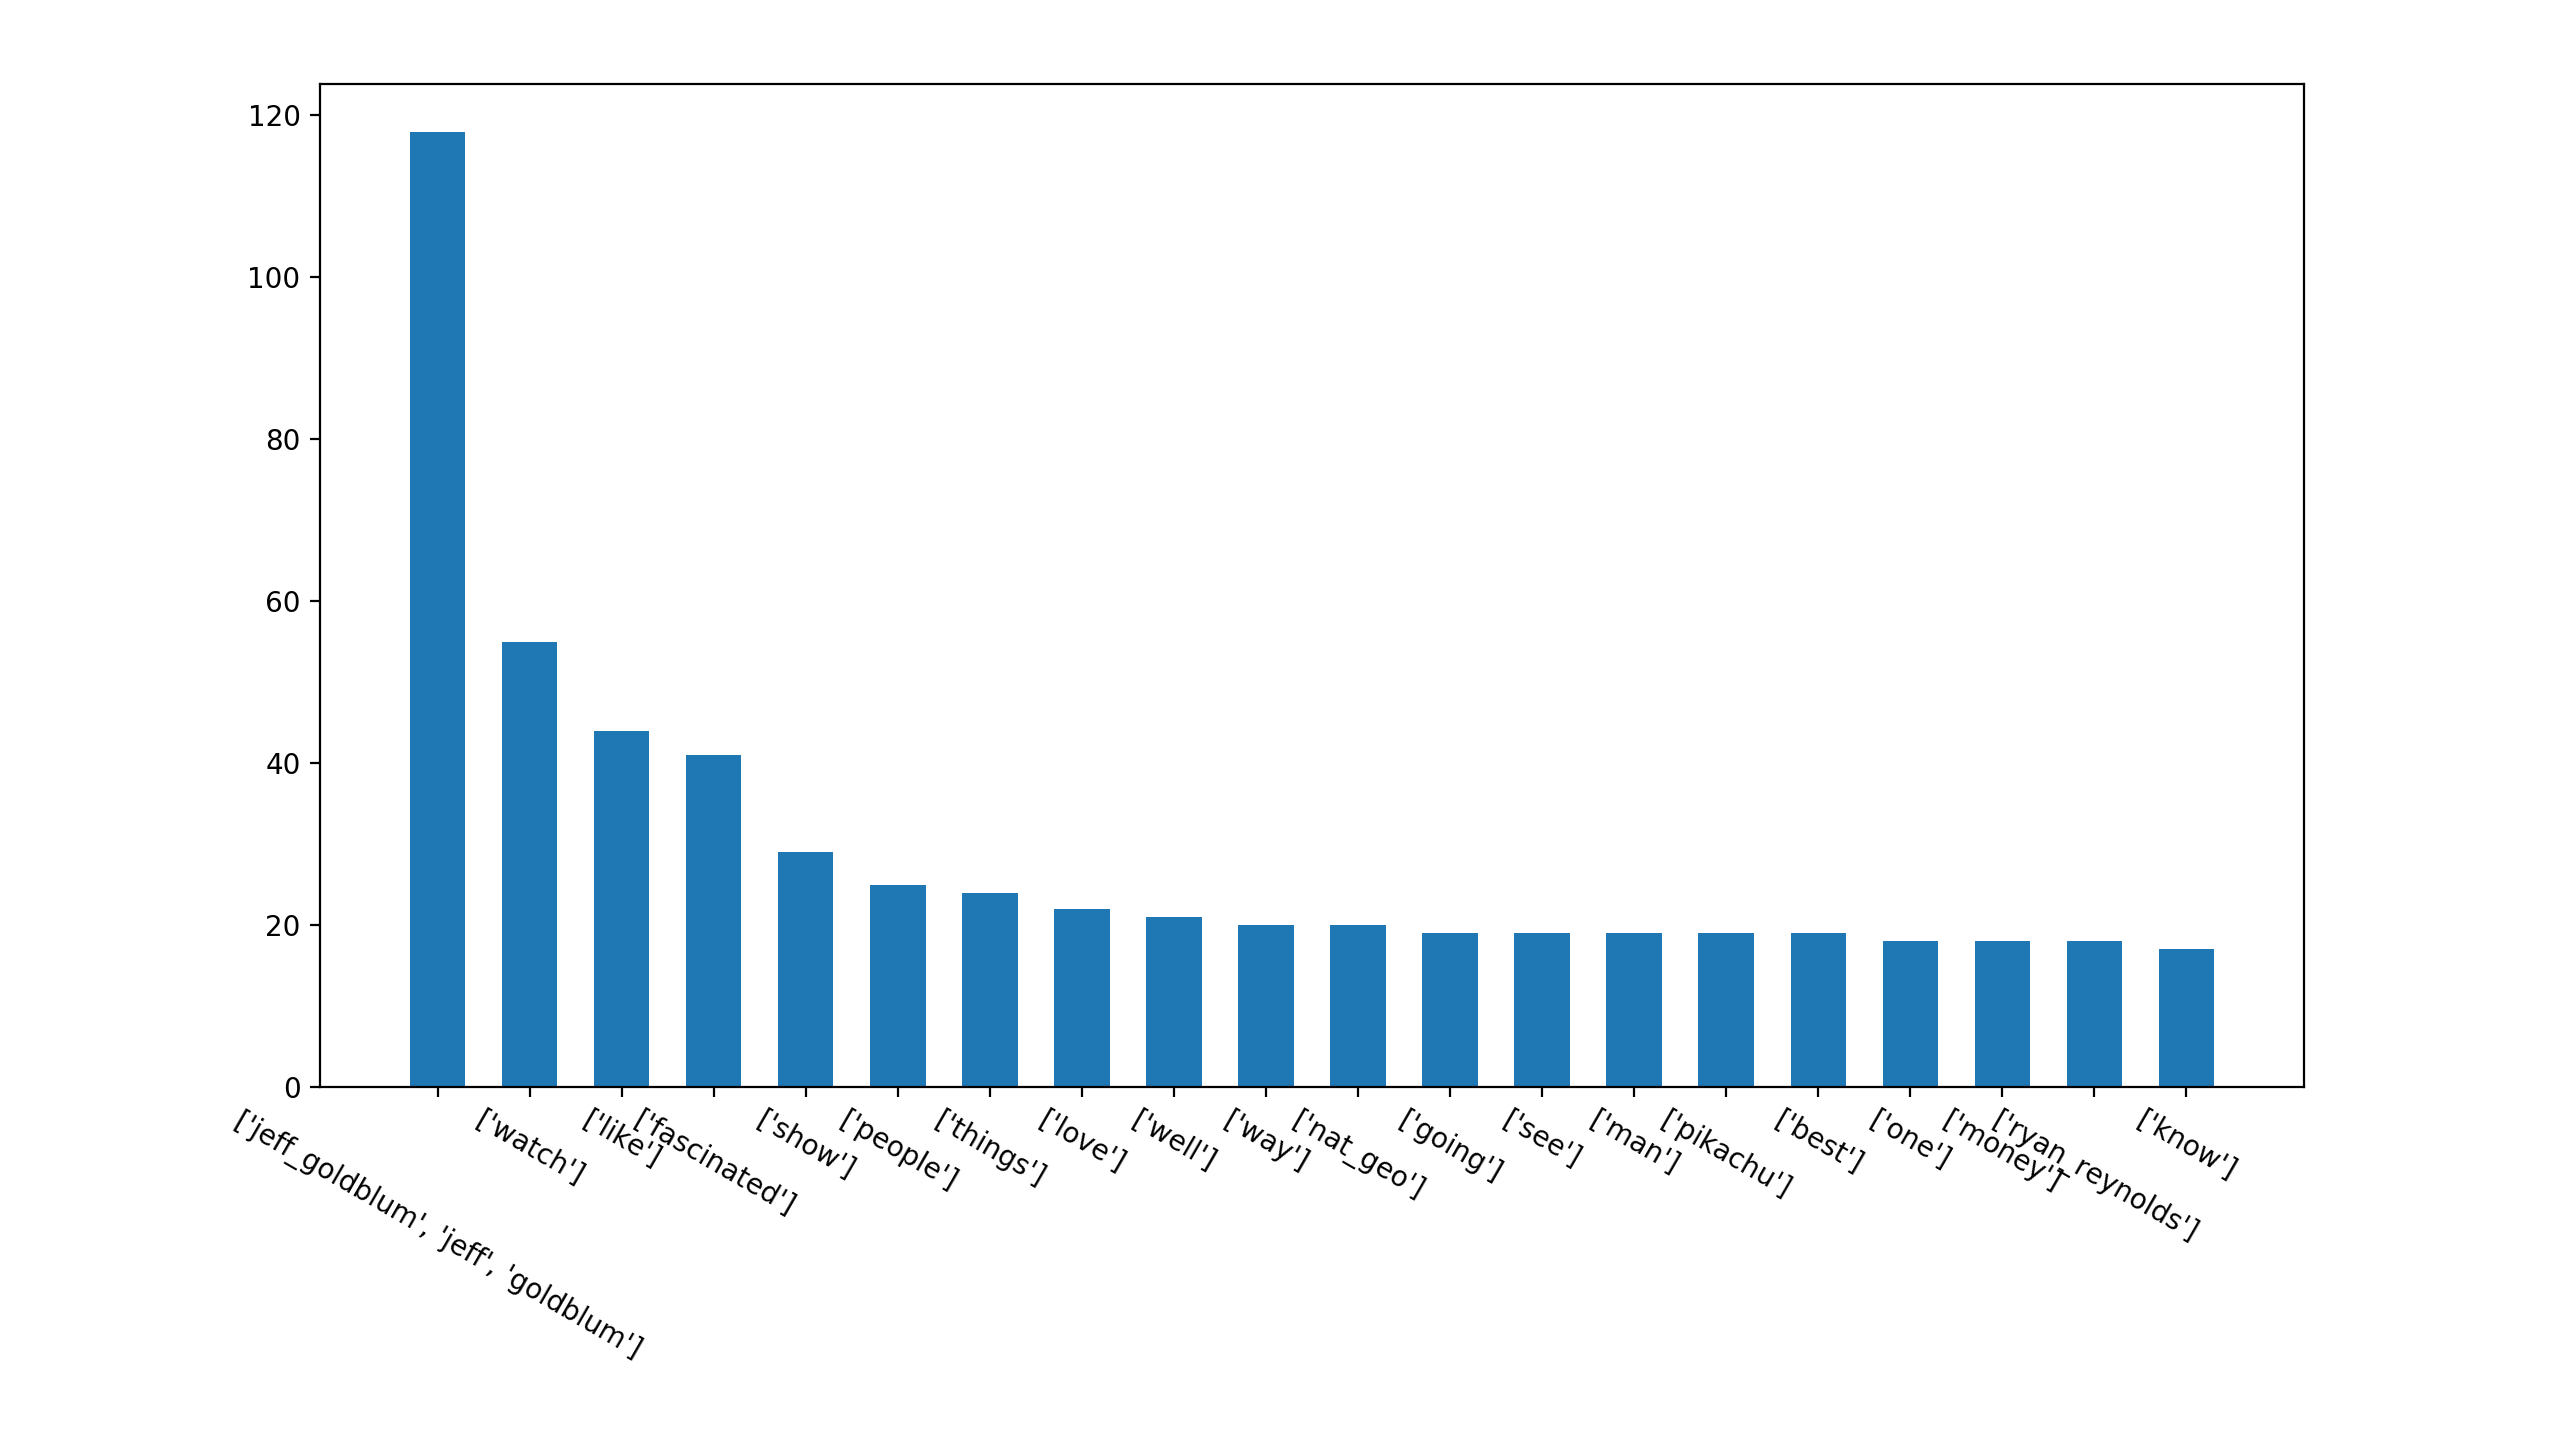 120
100
80
60
40
20
0
['jeff_goldblum', 'jeff', 'goldblum']
['watch']
['like']
['fascinated']
['show']
['people']
['things']
['love']
['well']
['way']
['nat_geo']
['going']
['see']
['man']
['pikachu']
['best']
['one']
['money']
['ryan_reynolds']
['know']